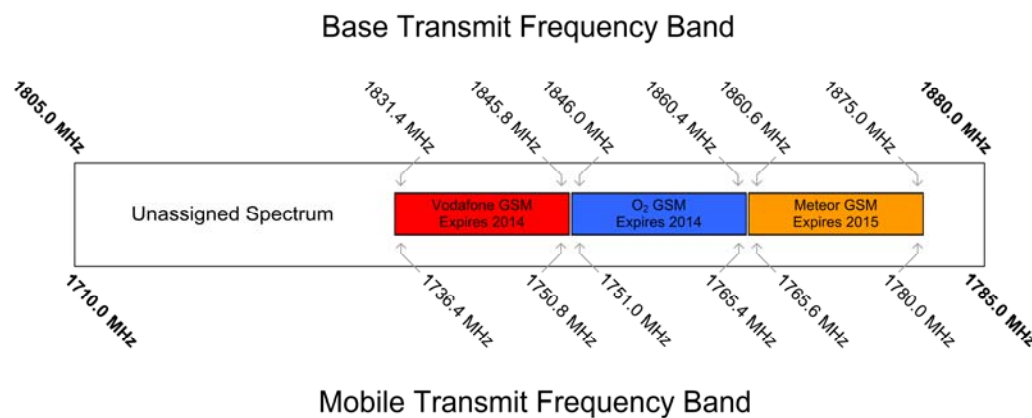 Base Transmit Frequency Band
1805.0 MHz
1831.4 MHz
1845.8 MHz
1846.0 MHz
1860.4 MHz
1860.6 MHz
1875.0 MHz
1880.0 MHz
Unassigned Spectrum
Vodafone GSM
Expires 2014
O₂ GSM
Expires 2014
Meteor GSM
Expires 2015
1710.0 MHz
1736.4 MHz
1750.8 MHz
1751.0 MHz
1765.4 MHz
1765.6 MHz
1780.0 MHz
1785.0 MHz
Mobile Transmit Frequency Band